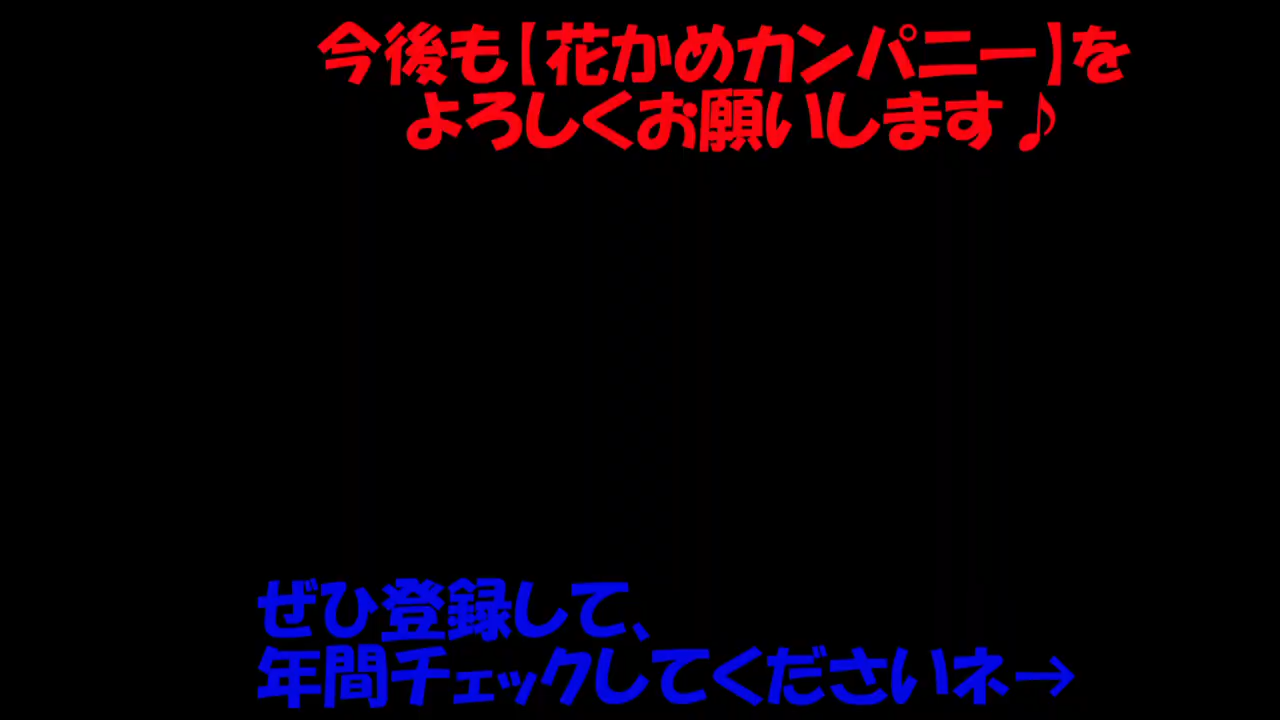 今後も【花かめカンパニー】を
よろしくお願いします♪
ぜひ登録して、
年間チェックしてくださいネ→